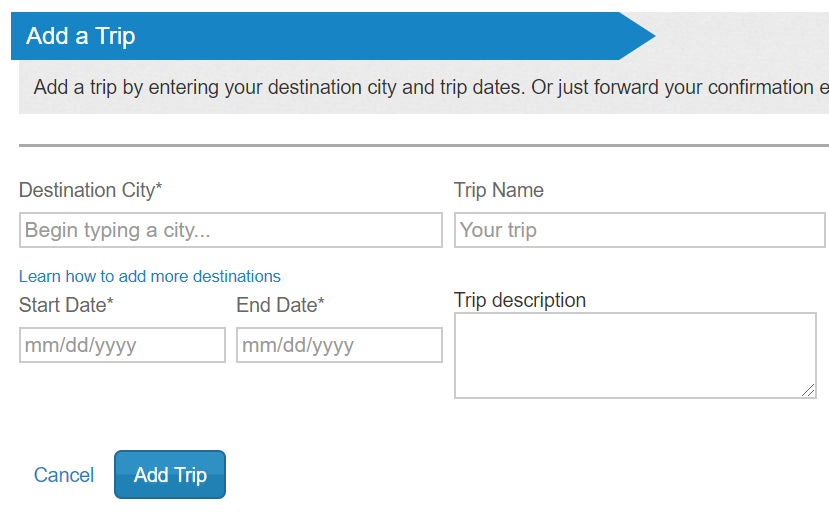 Add a Trip
Add a trip by entering your destination city and trip dates. Or just forward your confirmation e
Destination City*
Trip Name
Begin typing a city...
Your trip
Learn how to add more destinations
Start Date*
End Date*
Trip description
mm/dd/yyyy
mm/dd/yyyy
Cancel
Add Trip